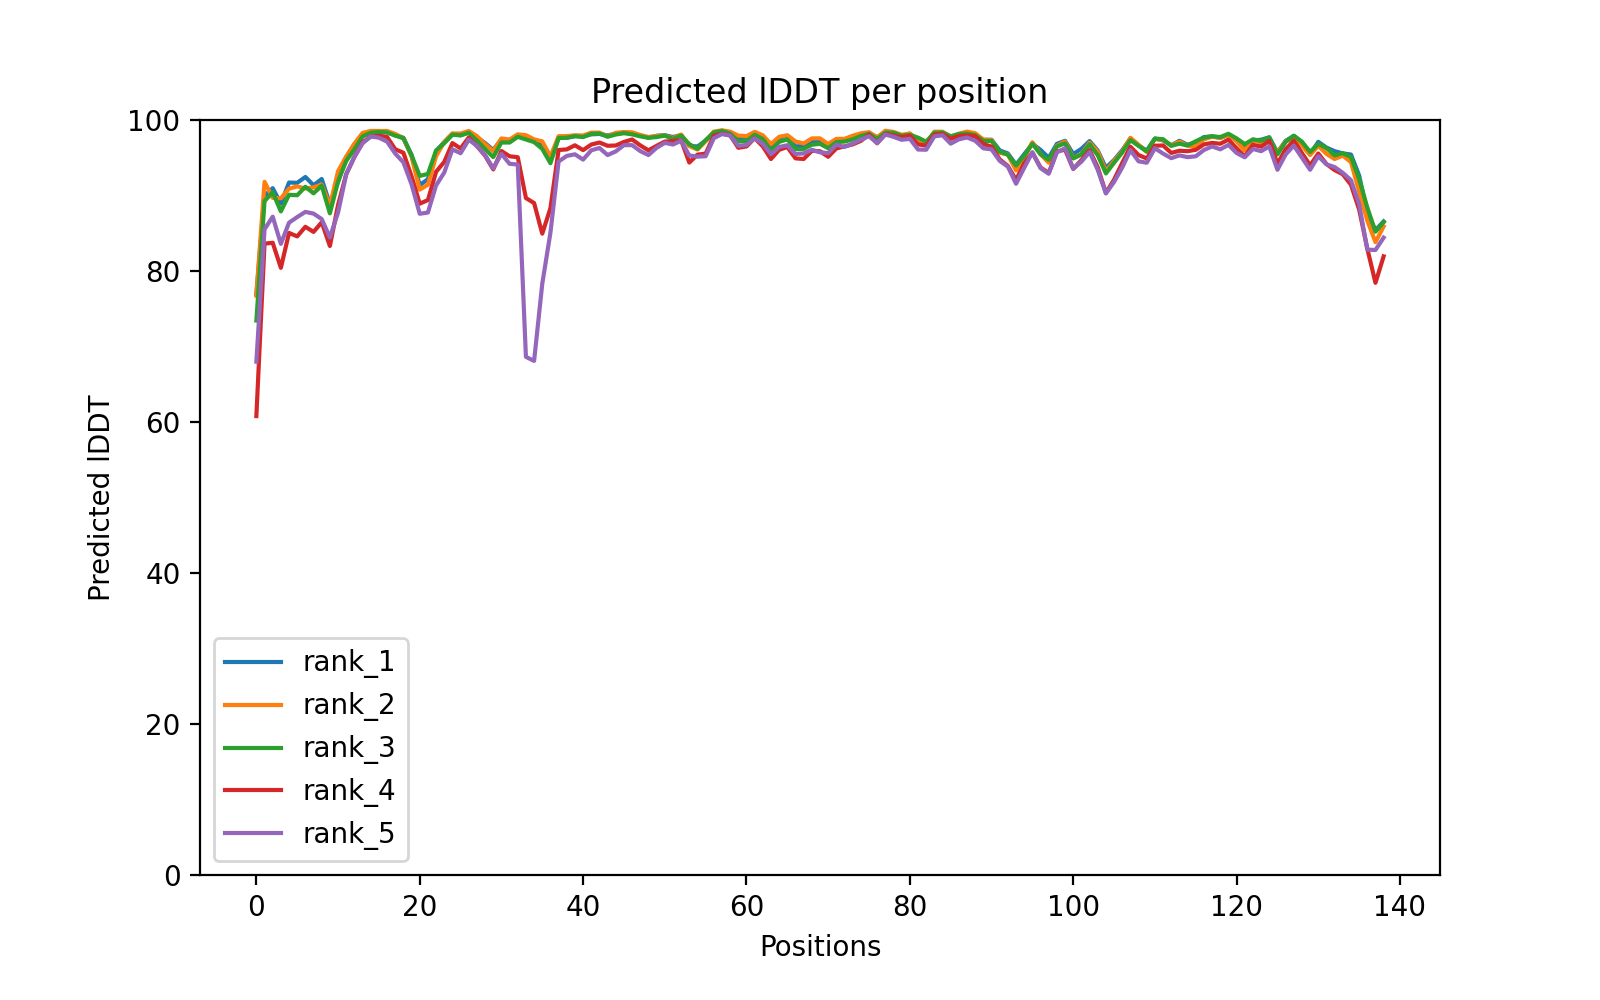 Predicted lDDT per position
100
80
60
40
20
0
Predicted lDDT
rank_1
rank_2
rank_3
rank_4
rank_5
0 20 40 60 80 100 120 140
Positions